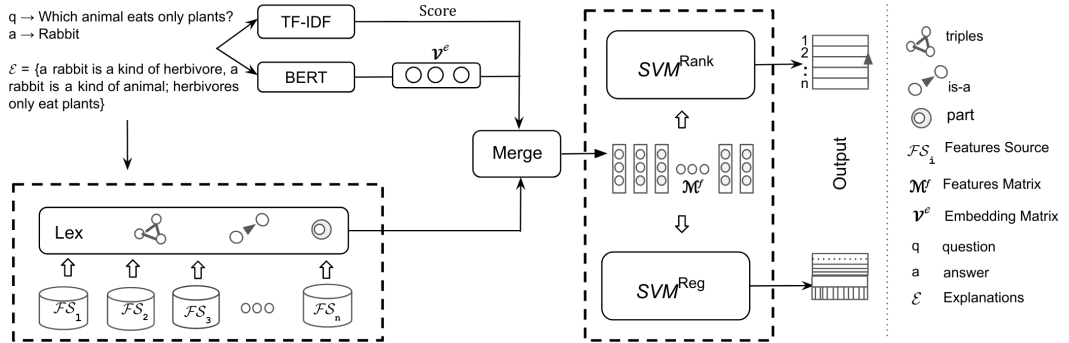 q → Which animal eats only plants?
a → Rabbit
ℰ = {a rabbit is a kind of herbivore, a
rabbit is a kind of animal; herbivores
only eat plants}
TF-IDF
Score
BERT
𝒱ᵉ
Merge
Lex
ℱ𝒮₁
ℱ𝒮₂
ℱ𝒮₃
ℱ𝒮ₙ
SVM^Rank
ℳᶠ
SVM^Reg
1
2
n
Output
triples
is-a
part
ℱ𝒮ᵢ Features Source
ℳᶠ Features Matrix
𝒱ᵉ Embedding Matrix
q question
a answer
ℰ Explanations